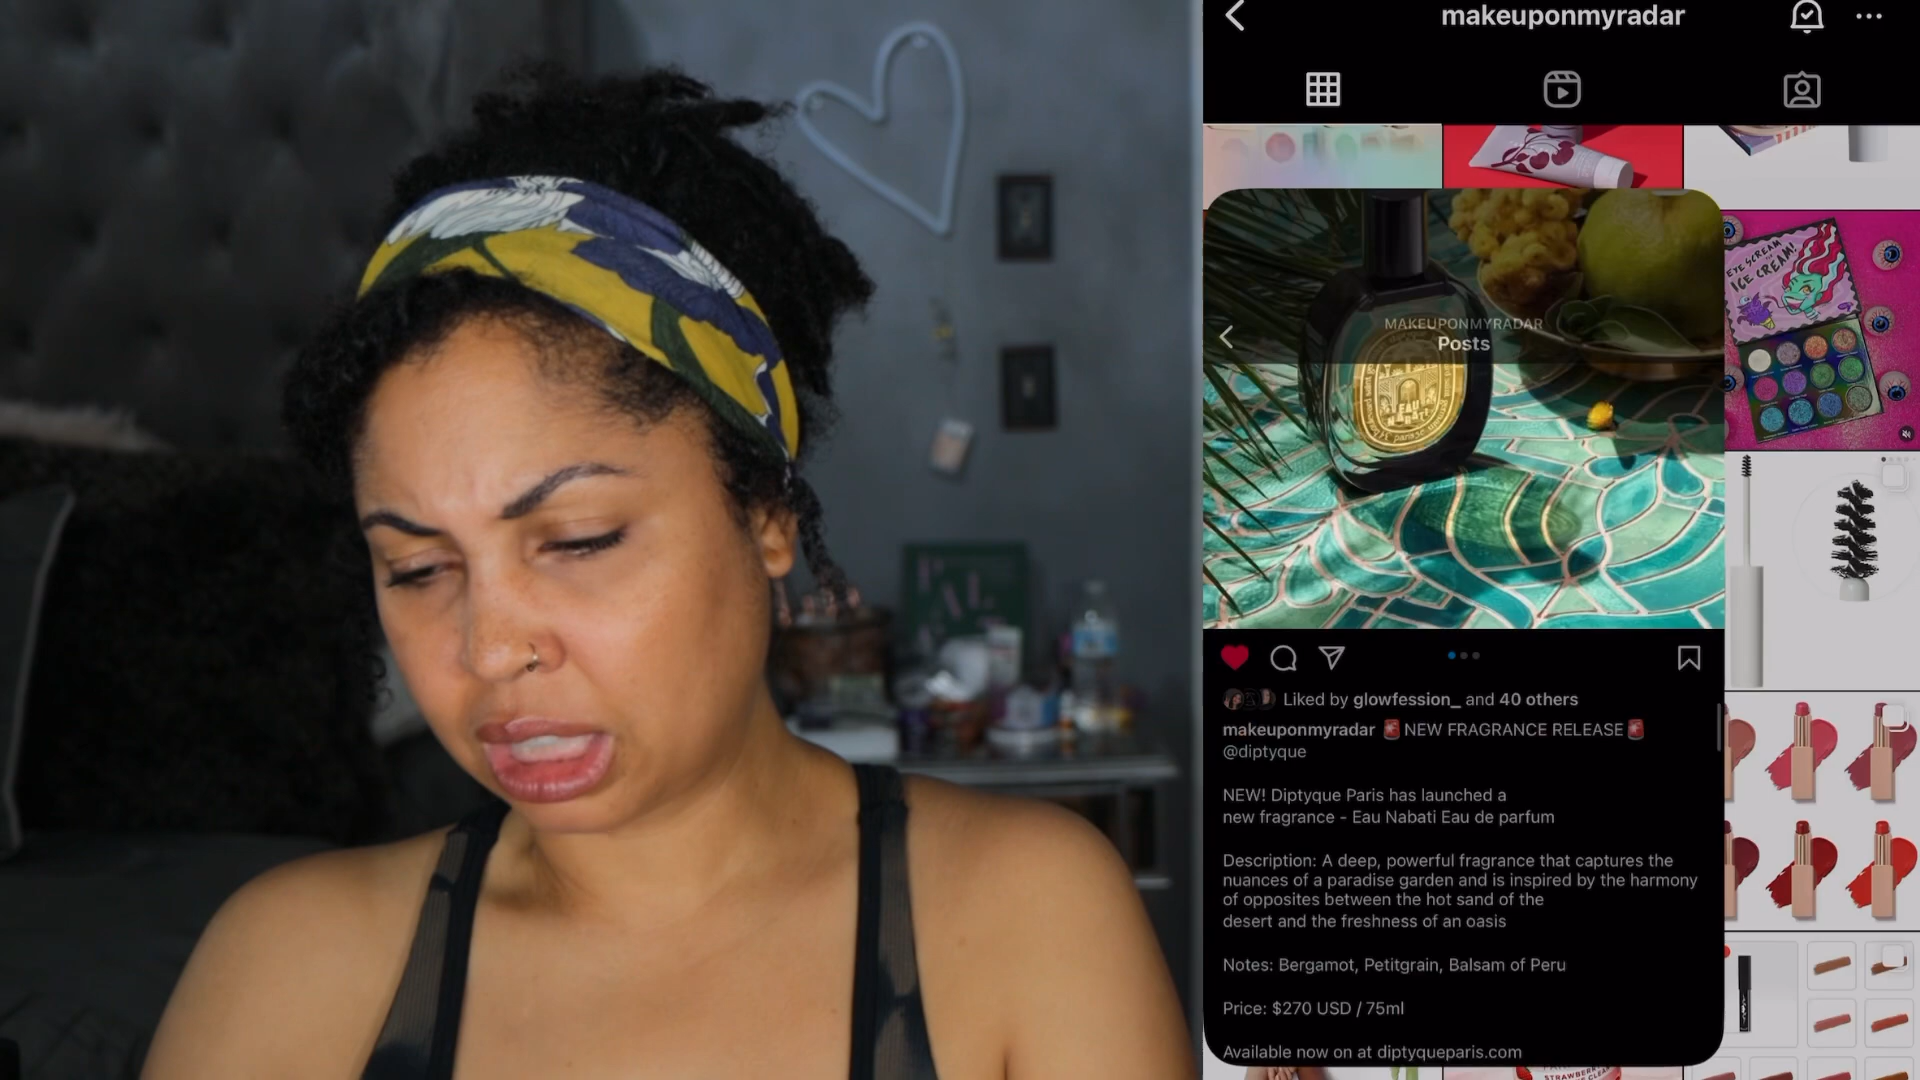 makeuponmyradar
EYE SCREAM
ICE CREAM!
MAKEUPONMYRADAR
Posts
L'EAU
PAL
Liked by glowfession_ and 40 others
makeuponmyradar 🚨NEW FRAGRANCE RELEASE🚨
@diptyque
NEW! Diptyque Paris has launched a
new fragrance - Eau Nabati Eau de parfum
Description: A deep, powerful fragrance that captures the
nuances of a paradise garden and is inspired by the harmony
of opposites between the hot sand of the
desert and the freshness of an oasis
Notes: Bergamot, Petitgrain, Balsam of Peru
Price: $270 USD / 75ml
Available now on at diptyqueparis.com